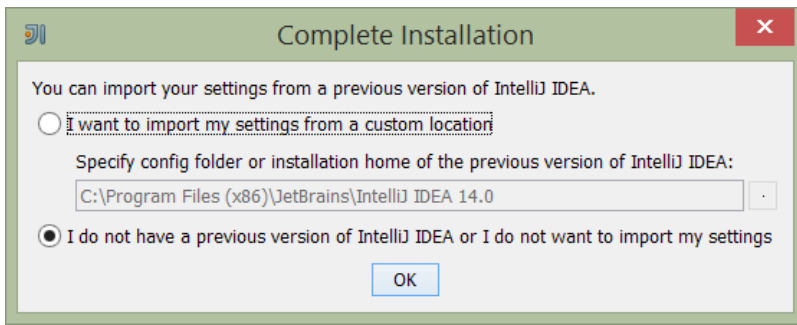 Complete Installation
You can import your settings from a previous version of IntelliJ IDEA.
I want to import my settings from a custom location
Specify config folder or installation home of the previous version of IntelliJ IDEA:
C:\Program Files (x86)\JetBrains\IntelliJ IDEA 14.0
.
I do not have a previous version of IntelliJ IDEA or I do not want to import my settings
OK